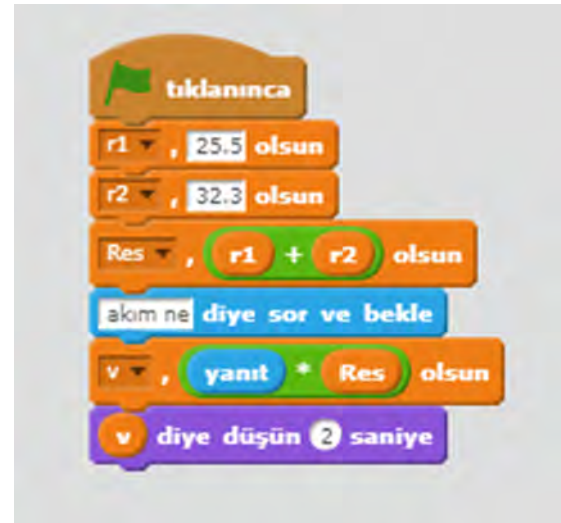 tıklanınca
r1 , 25.5 olsun
r2 , 32.3 olsun
Res , r1 + r2 olsun
akım ne diye sor ve bekle
v , yanıt * Res olsun
v diye düşün 2 saniye